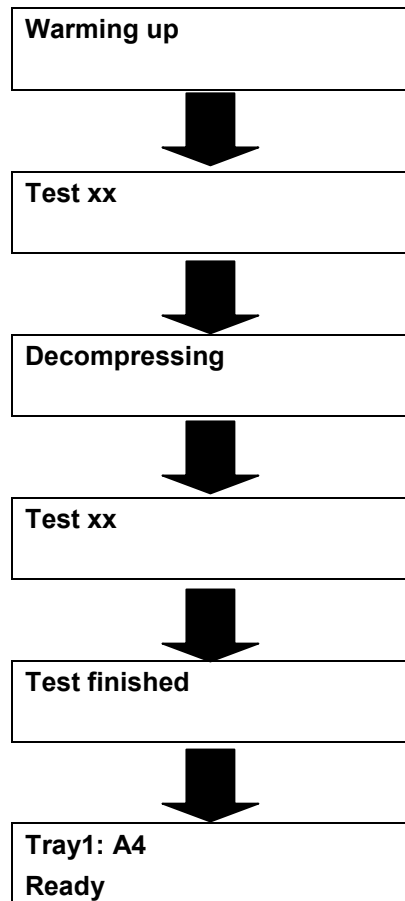 Warming up
Test xx
Decompressing
Test xx
Test finished
Tray1: A4
Ready